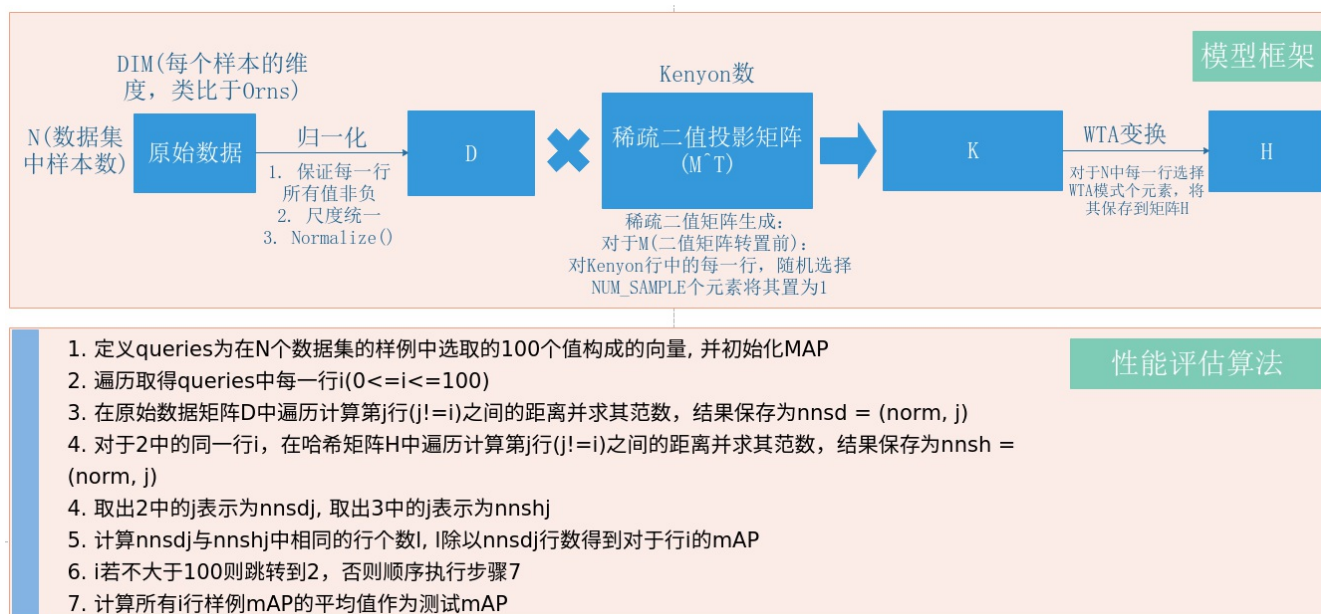 模型框架
DIM(每个样本的维
度, 类比于Orns)
Kenyon数
N(数据集
中样本数)
原始数据
归一化
1. 保证每一行
所有值非负
2. 尺度统一
3. Normalize()
D
稀疏二值投影矩阵
(M^T)
稀疏二值矩阵生成:
对于M(二值矩阵转置前):
对Kenyon行中的每一行，随机选择
NUM_SAMPLE个元素将其置为1
K
WTA变换
对于N中每一行选择
WTA模式个元素，将
其保存到矩阵H
H
性能评估算法
1. 定义queries为在N个数据集的样例中选取的100个值构成的向量, 并初始化MAP
2. 遍历取得queries中每一行i(0<=i<=100)
3. 在原始数据矩阵D中遍历计算第j行(j!=i)之间的距离并求其范数，结果保存为nnsd = (norm, j)
4. 对于2中的同一行i，在哈希矩阵H中遍历计算第j行(j!=i)之间的距离并求其范数，结果保存为nnsh =
(norm, j)
4. 取出2中的j表示为nnsdj, 取出3中的j表示为nnshj
5. 计算nnsdj与nnshj中相同的行个数l, l除以nnsdj行数得到对于行i的mAP
6. i若不大于100则跳转到2，否则顺序执行步骤7
7. 计算所有i行样例mAP的平均值作为测试mAP